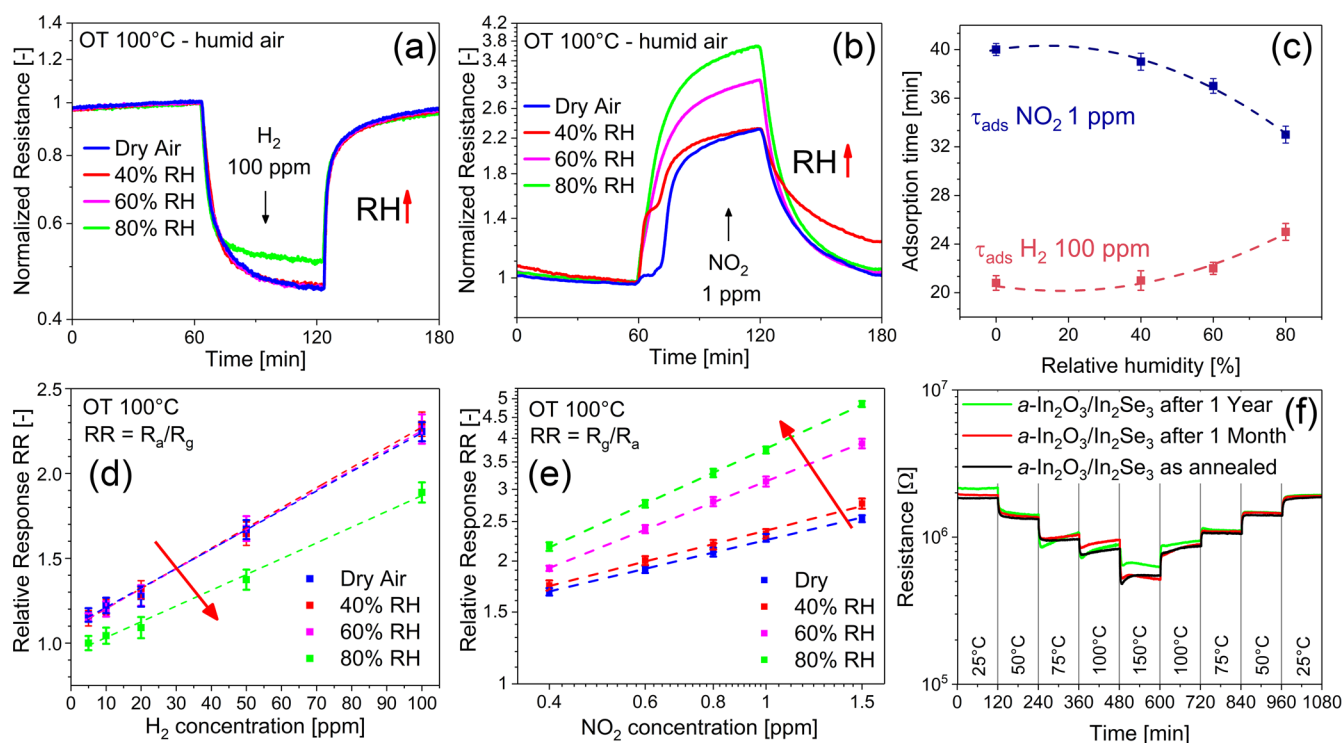 (a)
OT 100°C - humid air
Normalized Resistance [-]
1.4
1
0.8
0.6
0.4
H₂
100 ppm
Dry Air
40% RH
60% RH
80% RH
RH
0
60
120
180
Time [min]
(b)
OT 100°C - humid air
Normalized Resistance [-]
4.2
3.8
3.4
3
2.6
2.2
1.8
1.4
1
Dry Air
40% RH
60% RH
80% RH
RH
NO₂
1 ppm
0
60
120
180
Time [min]
(c)
Adsorption time [min]
40
36
32
28
24
20
τads NO₂ 1 ppm
τads H₂ 100 ppm
0
20
40
60
80
Relative humidity [%]
(d)
OT 100°C
RR = Ra/Rg
Relative Response RR [-]
2.5
2.0
1.5
1.0
Dry Air
40% RH
60% RH
80% RH
0 10 20 30 40 50 60 70 80 90 100
H₂ concentration [ppm]
(e)
OT 100°C
RR = Rg/Ra
Relative Response RR [-]
5
4.5
4
3.5
3
2.5
2
1.5
1
Dry
40% RH
60% RH
80% RH
0.4
0.6
0.8
1
1.5
NO₂ concentration [ppm]
(f)
a-In₂O₃/In₂Se₃ after 1 Year
a-In₂O₃/In₂Se₃ after 1 Month
a-In₂O₃/In₂Se₃ as annealed
Resistance [Ω]
10⁷
10⁶
10⁵
25°C
50°C
75°C
100°C
150°C
100°C
75°C
50°C
25°C
0 120 240 360 480 600 720 840 960 1080
Time [min]